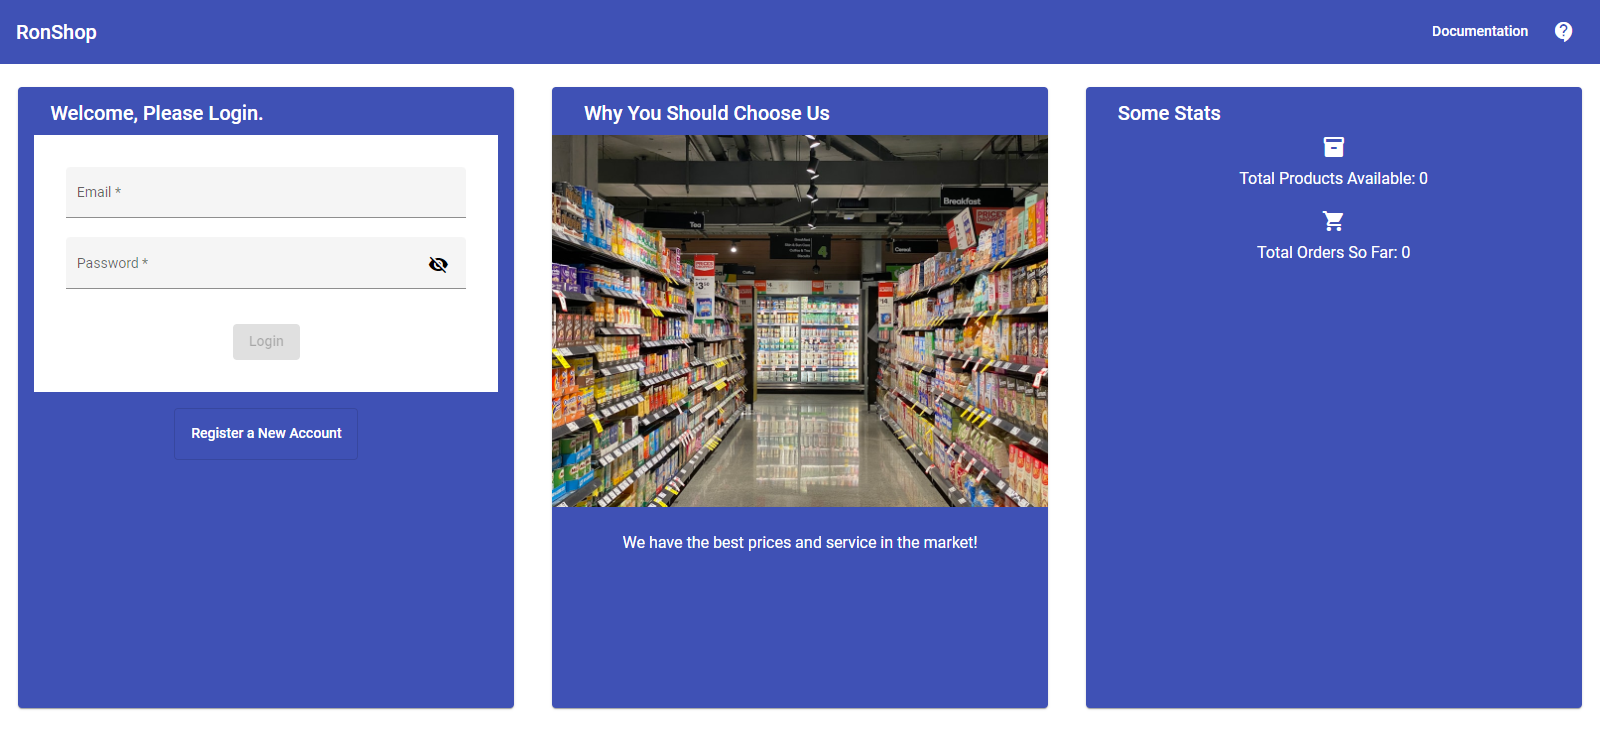 RonShop
Documentation
Welcome, Please Login.
Email *
Password *
Login
Register a New Account
Why You Should Choose Us
Breakfast
Tea
Cereal
Coffee
4
We have the best prices and service in the market!
Some Stats
Total Products Available: 0
Total Orders So Far: 0